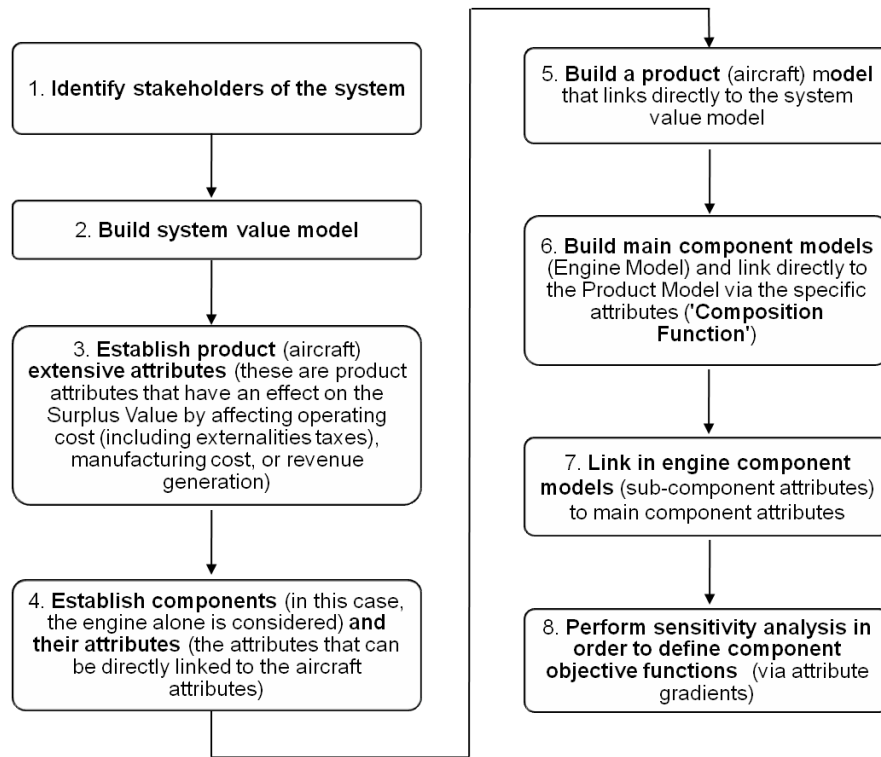 1. Identify stakeholders of the system
2. Build system value model
3. Establish product (aircraft)
extensive attributes (these are product
attributes that have an effect on the
Surplus Value by affecting operating
cost (including externalities taxes),
manufacturing cost, or revenue
generation)
4. Establish components (in this case,
the engine alone is considered) and
their attributes (the attributes that can
be directly linked to the aircraft
attributes)
5. Build a product (aircraft) model
that links directly to the system
value model
6. Build main component models
(Engine Model) and link directly to
the Product Model via the specific
attributes ('Composition
Function')
7. Link in engine component
models (sub-component attributes)
to main component attributes
8. Perform sensitivity analysis in
order to define component
objective functions (via attribute
gradients)